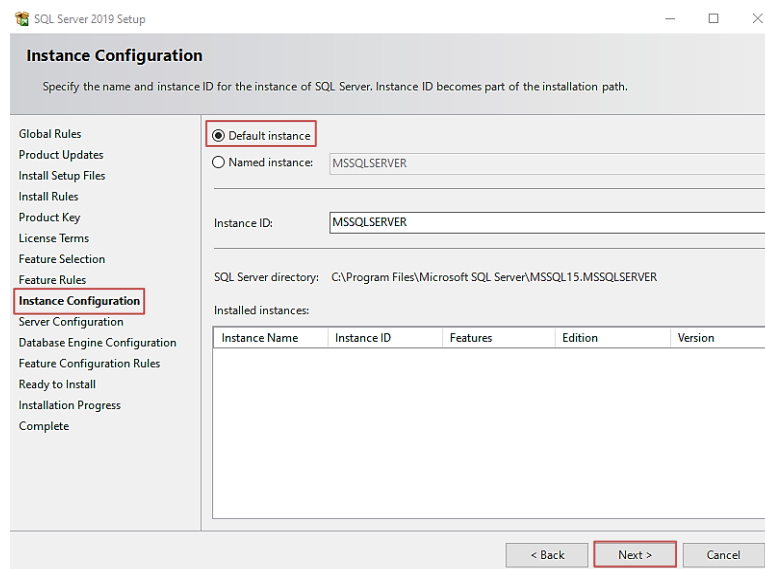 SQL Server 2019 Setup
Instance Configuration
Specify the name and instance ID for the instance of SQL Server. Instance ID becomes part of the installation path.
Global Rules
Product Updates
Install Setup Files
Install Rules
Product Key
License Terms
Feature Selection
Feature Rules
Instance Configuration
Server Configuration
Database Engine Configuration
Feature Configuration Rules
Ready to Install
Installation Progress
Complete
Default instance
Named instance: MSSQLSERVER
Instance ID: MSSQLSERVER
SQL Server directory: C:\Program Files\Microsoft SQL Server\MSSQL15.MSSQLSERVER
Installed instances:
Instance Name Instance ID Features Edition Version
< Back Next > Cancel